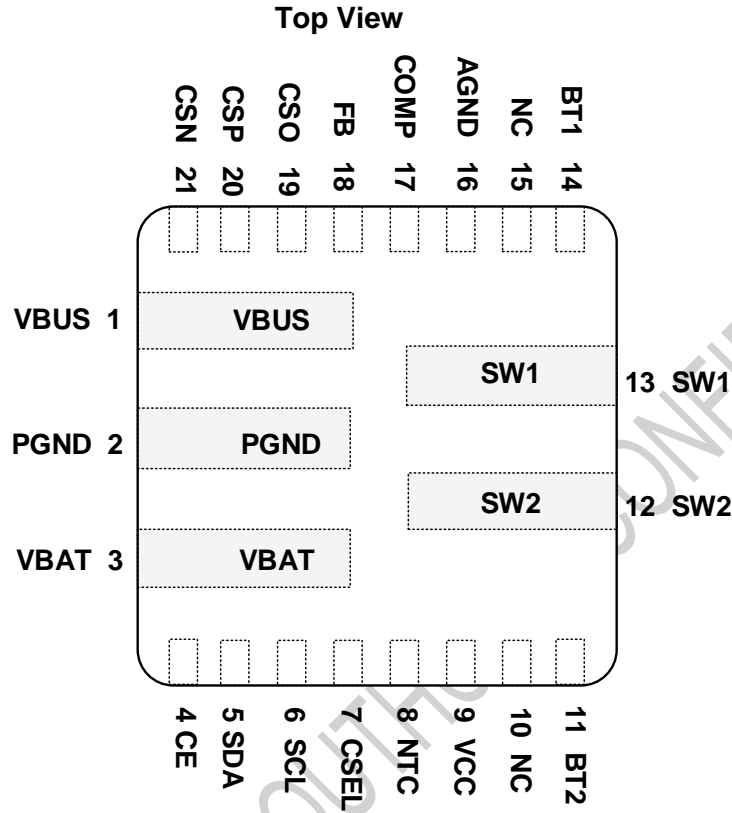 Top View
CSN 21
CSP 20
CSO 19
FB 18
COMP 17
AGND 16
NC 15
BT1 14
VBUS 1
VBUS
SW1
13 SW1
PGND 2
PGND
SW2
12 SW2
VBAT 3
VBAT
4 CE
5 SDA
6 SCL
7 CSEL
8 NTC
9 VCC
10 NC
11 BT2